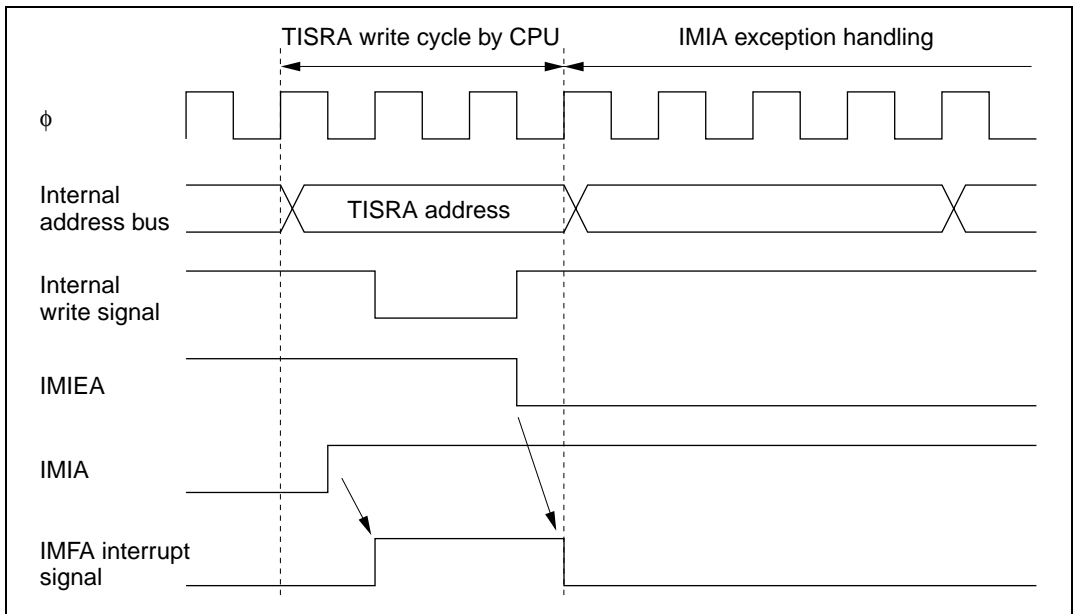 TISRA write cycle by CPU
IMIA exception handling
φ
Internal
address bus
TISRA address
Internal
write signal
IMIEA
IMIA
IMFA interrupt
signal